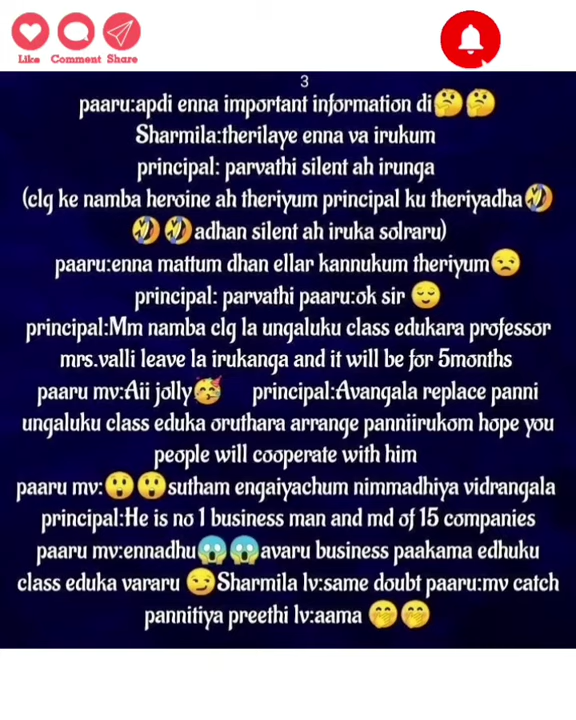 Like Comment Share
3
paaru:apdi enna important information di🤔🤔
Sharmila:therilaye enna va irukum
principal: parvathi silent ah irunga
(clg ke namba heroine ah theriyum principal ku theriyadha🤣
🤣🤣adhan silent ah iruka solraru)
paaru:enna mattum dhan ellar kannukum theriyum😒
principal: parvathi paaru:ok sir 😌
principal:Mm namba clg la ungaluku class edukara professor
mrs.valli leave la irukanga and it will be for 5months
paaru mv:Aii jolly🥳 principal:Avangala replace panni
ungaluku class eduka oruthara arrange panniirukom hope you
people will cooperate with him
paaru mv:😲😲sutham engaiyachum nimmadhiya vidrangala
principal:He is no 1 business man and md of 15 companies
paaru mv:ennadhu😱😱avaru business paakama edhuku
class eduka vararu 😏Sharmila lv:same doubt paaru:mv catch
pannitiya preethi lv:aama 🤭🤭